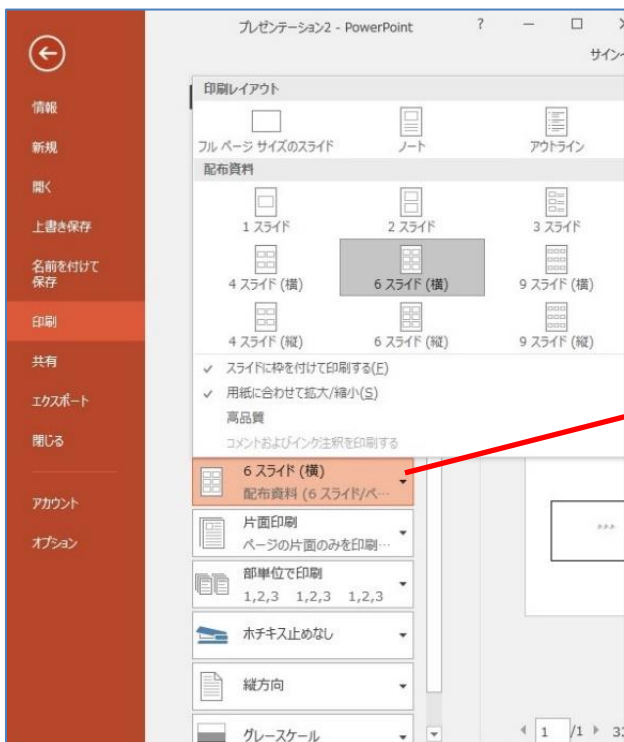 プレゼンテーション2 - PowerPoint
?
サインイ
情報
新規
開く
上書き保存
名前を付けて
保存
印刷
共有
エクスポート
閉じる
アカウント
オプション
印刷レイアウト
フル ページ サイズのスライド
ノート
アウトライン
配布資料
1 スライド
2 スライド
3 スライド
4 スライド (横)
6 スライド (横)
9 スライド (横)
4 スライド (縦)
6 スライド (縦)
9 スライド (縦)
✓ スライドに枠を付けて印刷する(F)
✓ 用紙に合わせて拡大/縮小(S)
高品質
コメントおよびインク注釈を印刷する
6 スライド (横)
配布資料 (6 スライド/ペ…
片面印刷
ページの片面のみを印刷…
部単位で印刷
1,2,3 1,2,3 1,2,3
ホチキス止めなし
縦方向
グレースケール
1 /1